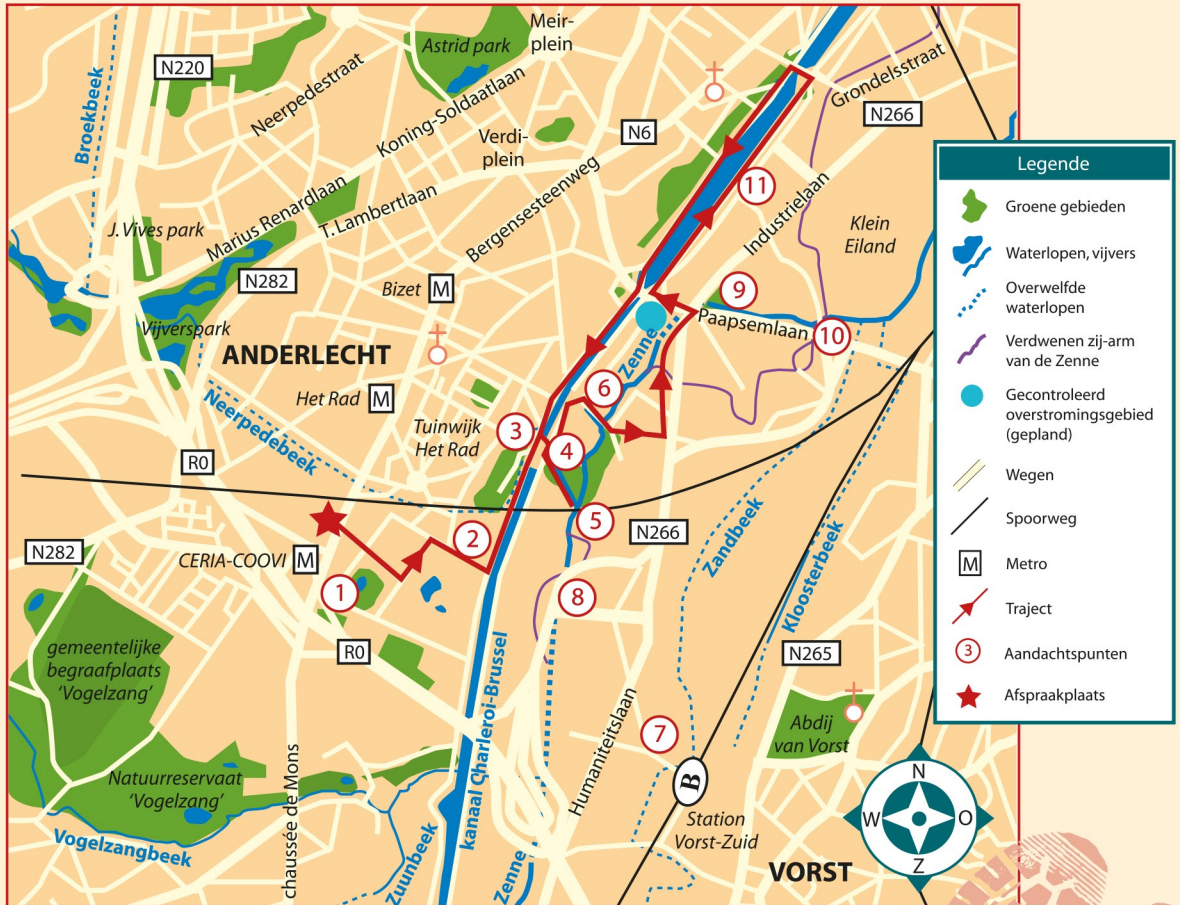 Meir-
plein
Astrid park
N220
Neerpedestraat
Koning-Soldaatlaan
Grondelsstraat
N266
Broekbeek
Verdi-
plein
N6
Marius Renardlaan
T. Lambertlaan
Bergensesteenweg
11
Industrielaan
Klein
Eiland
J. Vives park
N282
Bizet
M
9
Paapsemlaan
10
Vijverspark
ANDERLECHT
Zenne
6
Het Rad
M
Neerpedebeek
Tuinwijk
Het Rad
3
4
R0
5
N266
2
N282
CERIA-COOVI
M
1
8
Zandbeek
Kloosterbeek
gemeentelijke
begraafplaats
'Vogelzang'
R0
N265
kanaal Charleroi-Brussel
Humaniteitslaan
7
Abdij
van Vorst
Natuurreservaat
'Vogelzang'
Vogelzangbeek
chaussée de Mons
Zuunbeek
Zenne
B
Station
Vorst-Zuid
VORST
Legende
Groene gebieden
Waterlopen, vijvers
Overwelfde
waterlopen
Verdwenen zij-arm
van de Zenne
Gecontroleerd
overstromingsgebied
(gepland)
Wegen
Spoorweg
M
Metro
Traject
3
Aandachtspunten
Afspraakplaats
N
W
O
Z